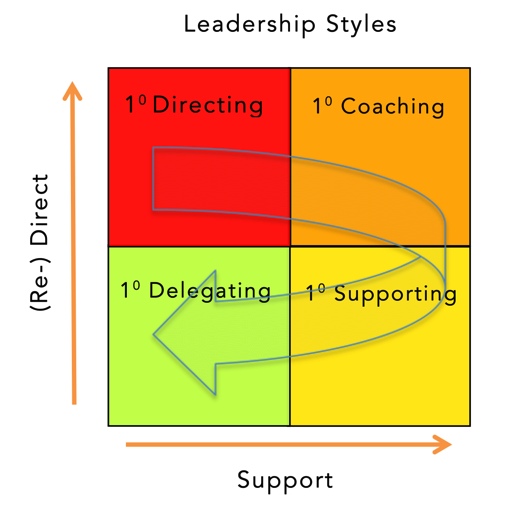 Leadership Styles
1⁰ Directing
1⁰ Coaching
(Re-) Direct
1⁰ Delegating
1⁰ Supporting
Support